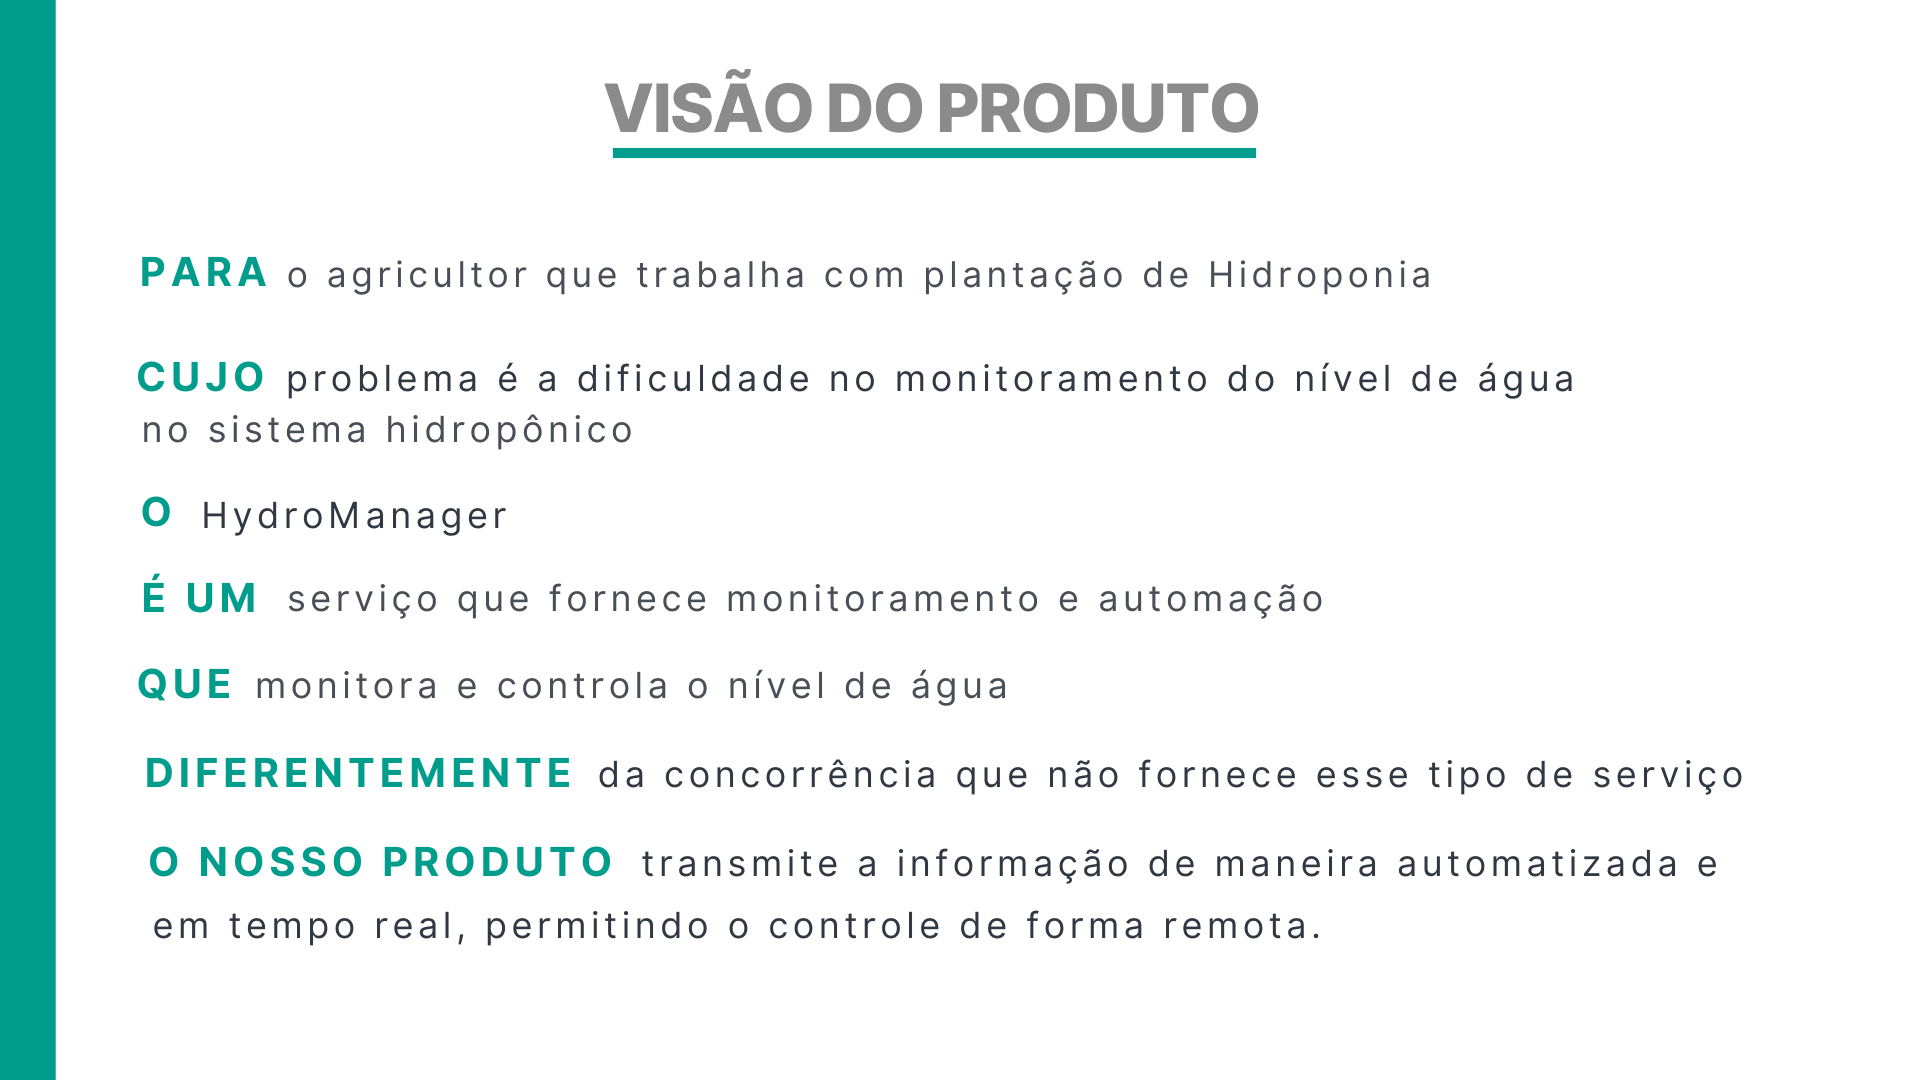 VISÃO DO PRODUTO
PARA o agricultor que trabalha com plantação de Hidroponia
CUJO problema é a dificuldade no monitoramento do nível de água
no sistema hidropônico
O HydroManager
É UM serviço que fornece monitoramento e automação
QUE monitora e controla o nível de água
DIFERENTEMENTE da concorrência que não fornece esse tipo de serviço
O NOSSO PRODUTO transmite a informação de maneira automatizada e
em tempo real, permitindo o controle de forma remota.